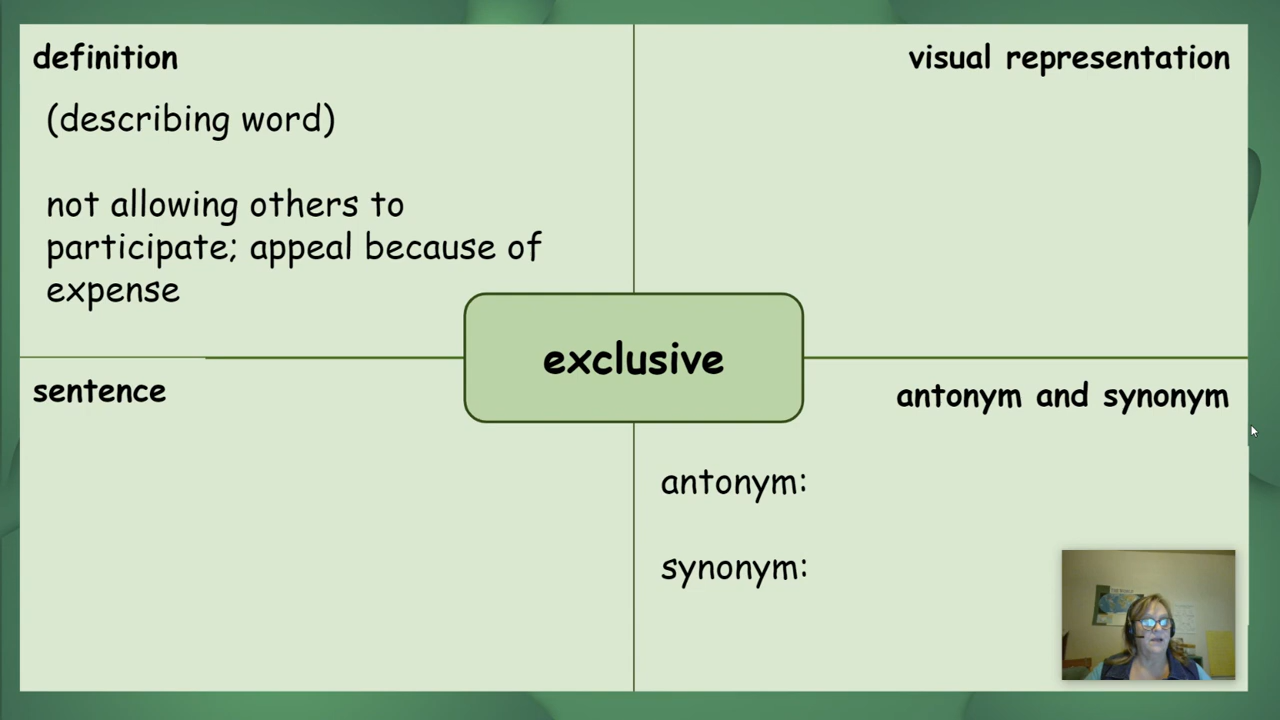 definition
(describing word)
not allowing others to
participate; appeal because of
expense
visual representation
exclusive
sentence
antonym and synonym
antonym:
synonym: